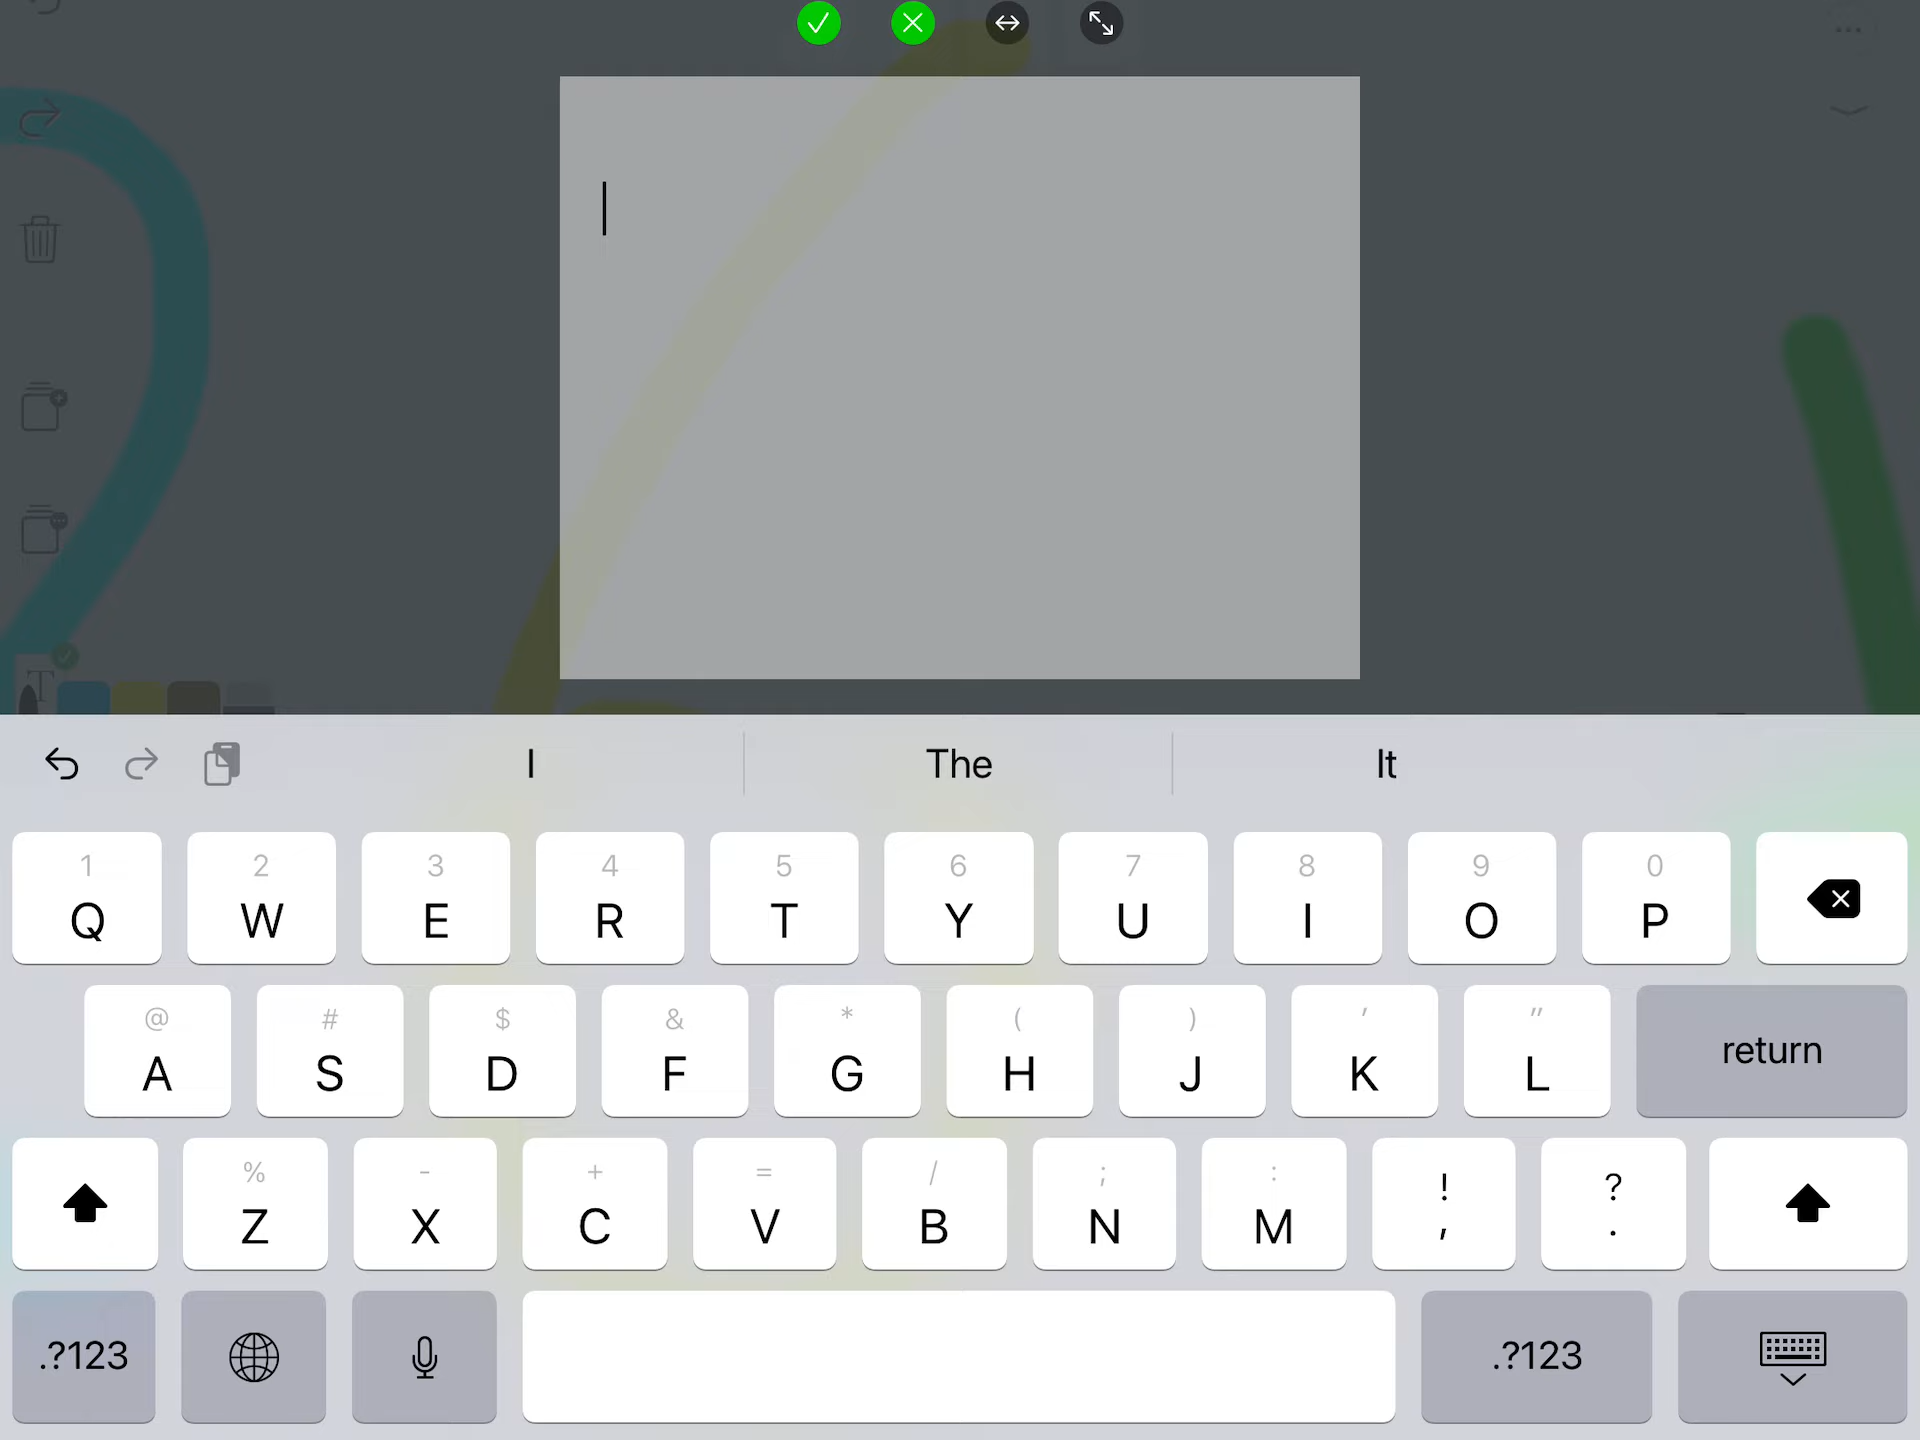 T
I The It
1 2 3 4 5 6 7 8 9 0
Q W E R T Y U I O P
@ # $ & * ( ) ' "
A S D F G H J K L return
% - + = / ; : ! ?
Z X C V B N M , .
.?123 .?123